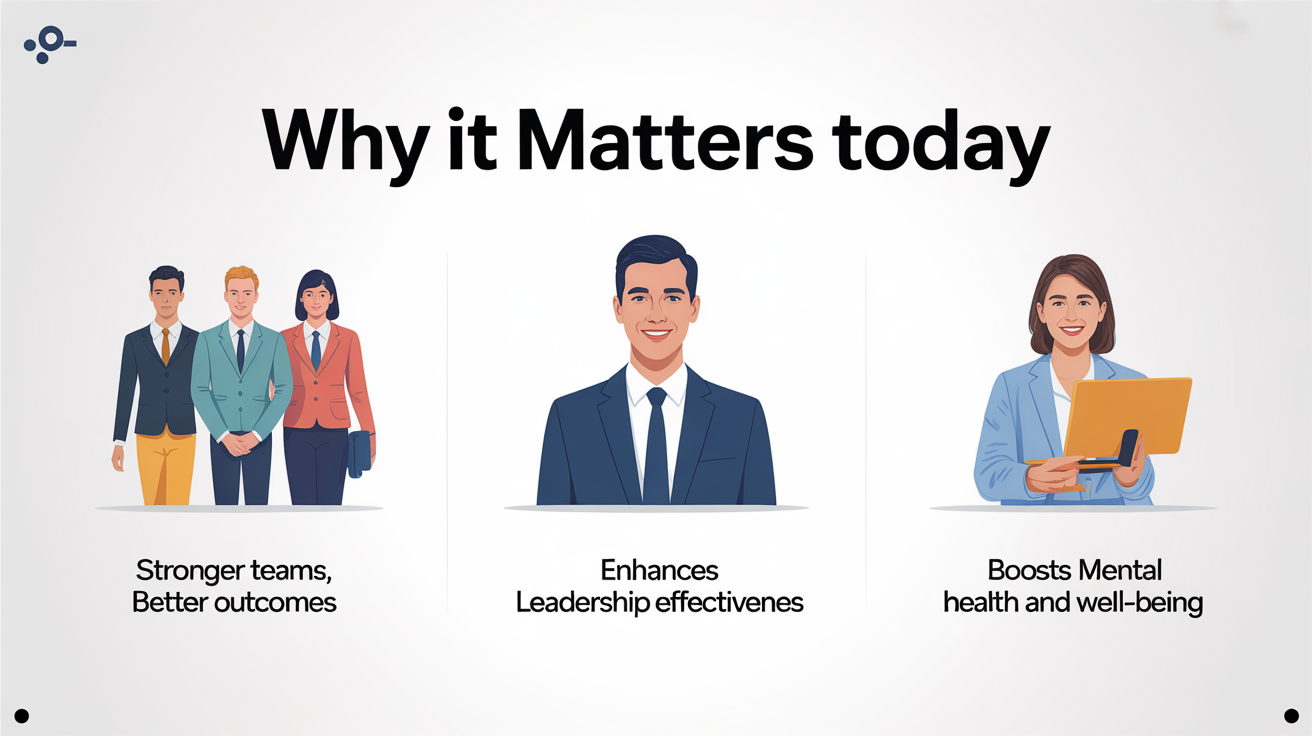 Why it Matters today
Stronger teams,
Better outcomes
Enhances
Leadership effectivenes
Boosts Mental
health and well-being